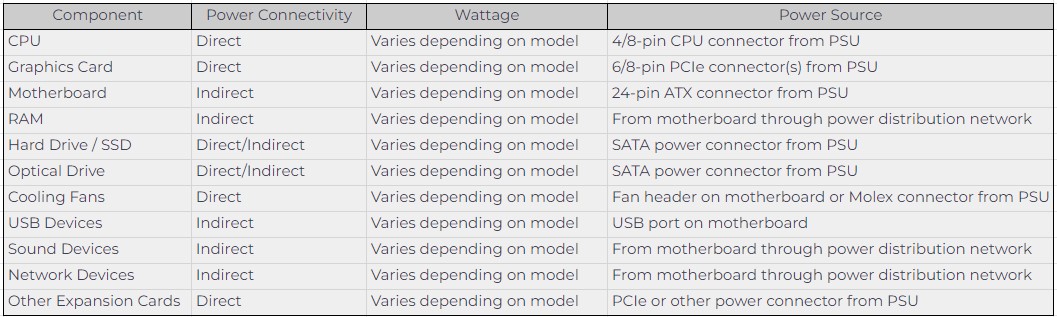 Component Power Connectivity Wattage Power Source
CPU Direct Varies depending on model 4/8-pin CPU connector from PSU
Graphics Card Direct Varies depending on model 6/8-pin PCIe connector(s) from PSU
Motherboard Indirect Varies depending on model 24-pin ATX connector from PSU
RAM Indirect Varies depending on model From motherboard through power distribution network
Hard Drive / SSD Direct/Indirect Varies depending on model SATA power connector from PSU
Optical Drive Direct/Indirect Varies depending on model SATA power connector from PSU
Cooling Fans Direct Varies depending on model Fan header on motherboard or Molex connector from PSU
USB Devices Indirect Varies depending on model USB port on motherboard
Sound Devices Indirect Varies depending on model From motherboard through power distribution network
Network Devices Indirect Varies depending on model From motherboard through power distribution network
Other Expansion Cards Direct Varies depending on model PCIe or other power connector from PSU